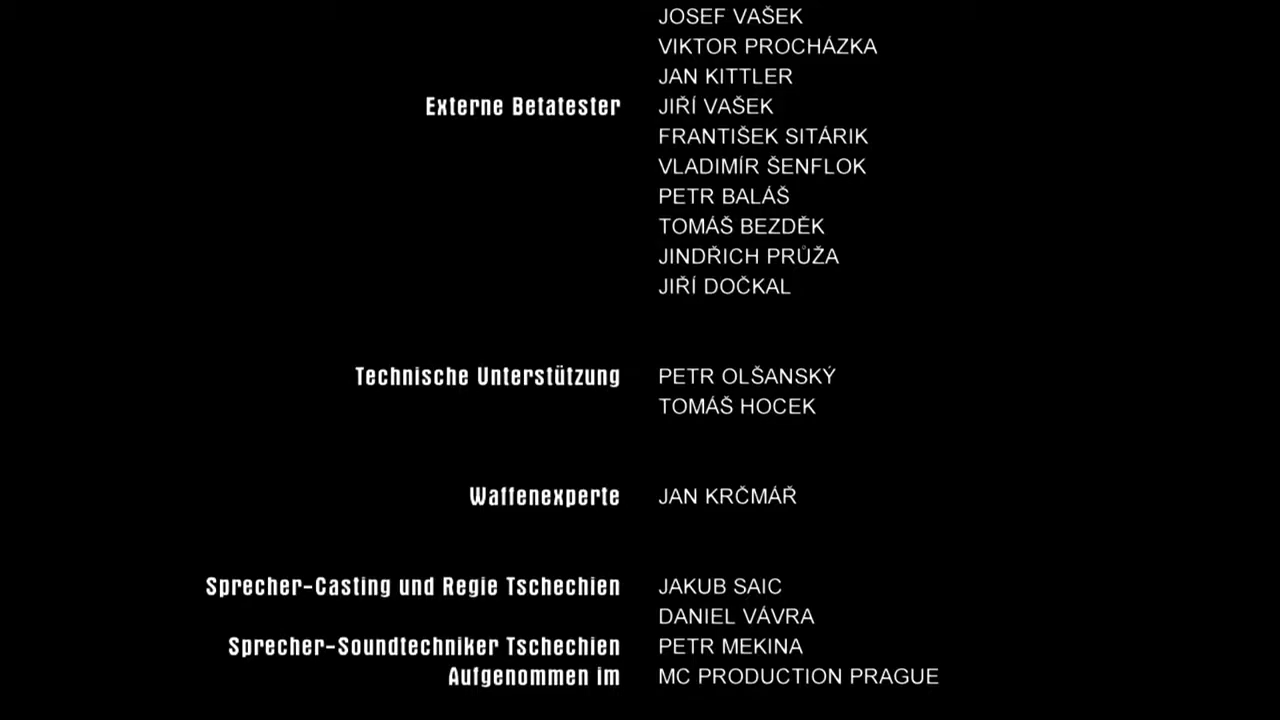 JOSEF VAŠEK
VIKTOR PROCHÁZKA
JAN KITTLER
Externe Betatester JIŘÍ VAŠEK
FRANTIŠEK SITÁRIK
VLADIMÍR ŠENFLOK
PETR BALÁŠ
TOMÁŠ BEZDĚK
JINDŘICH PRŮŽA
JIŘÍ DOČKAL
Technische Unterstützung PETR OLŠANSKÝ
TOMÁŠ HOCEK
Waffenexperte JAN KRČMÁŘ
Sprecher-Casting und Regie Tschechien JAKUB SAIC
DANIEL VÁVRA
Sprecher-Soundtechniker Tschechien PETR MEKINA
Aufgenommen im MC PRODUCTION PRAGUE